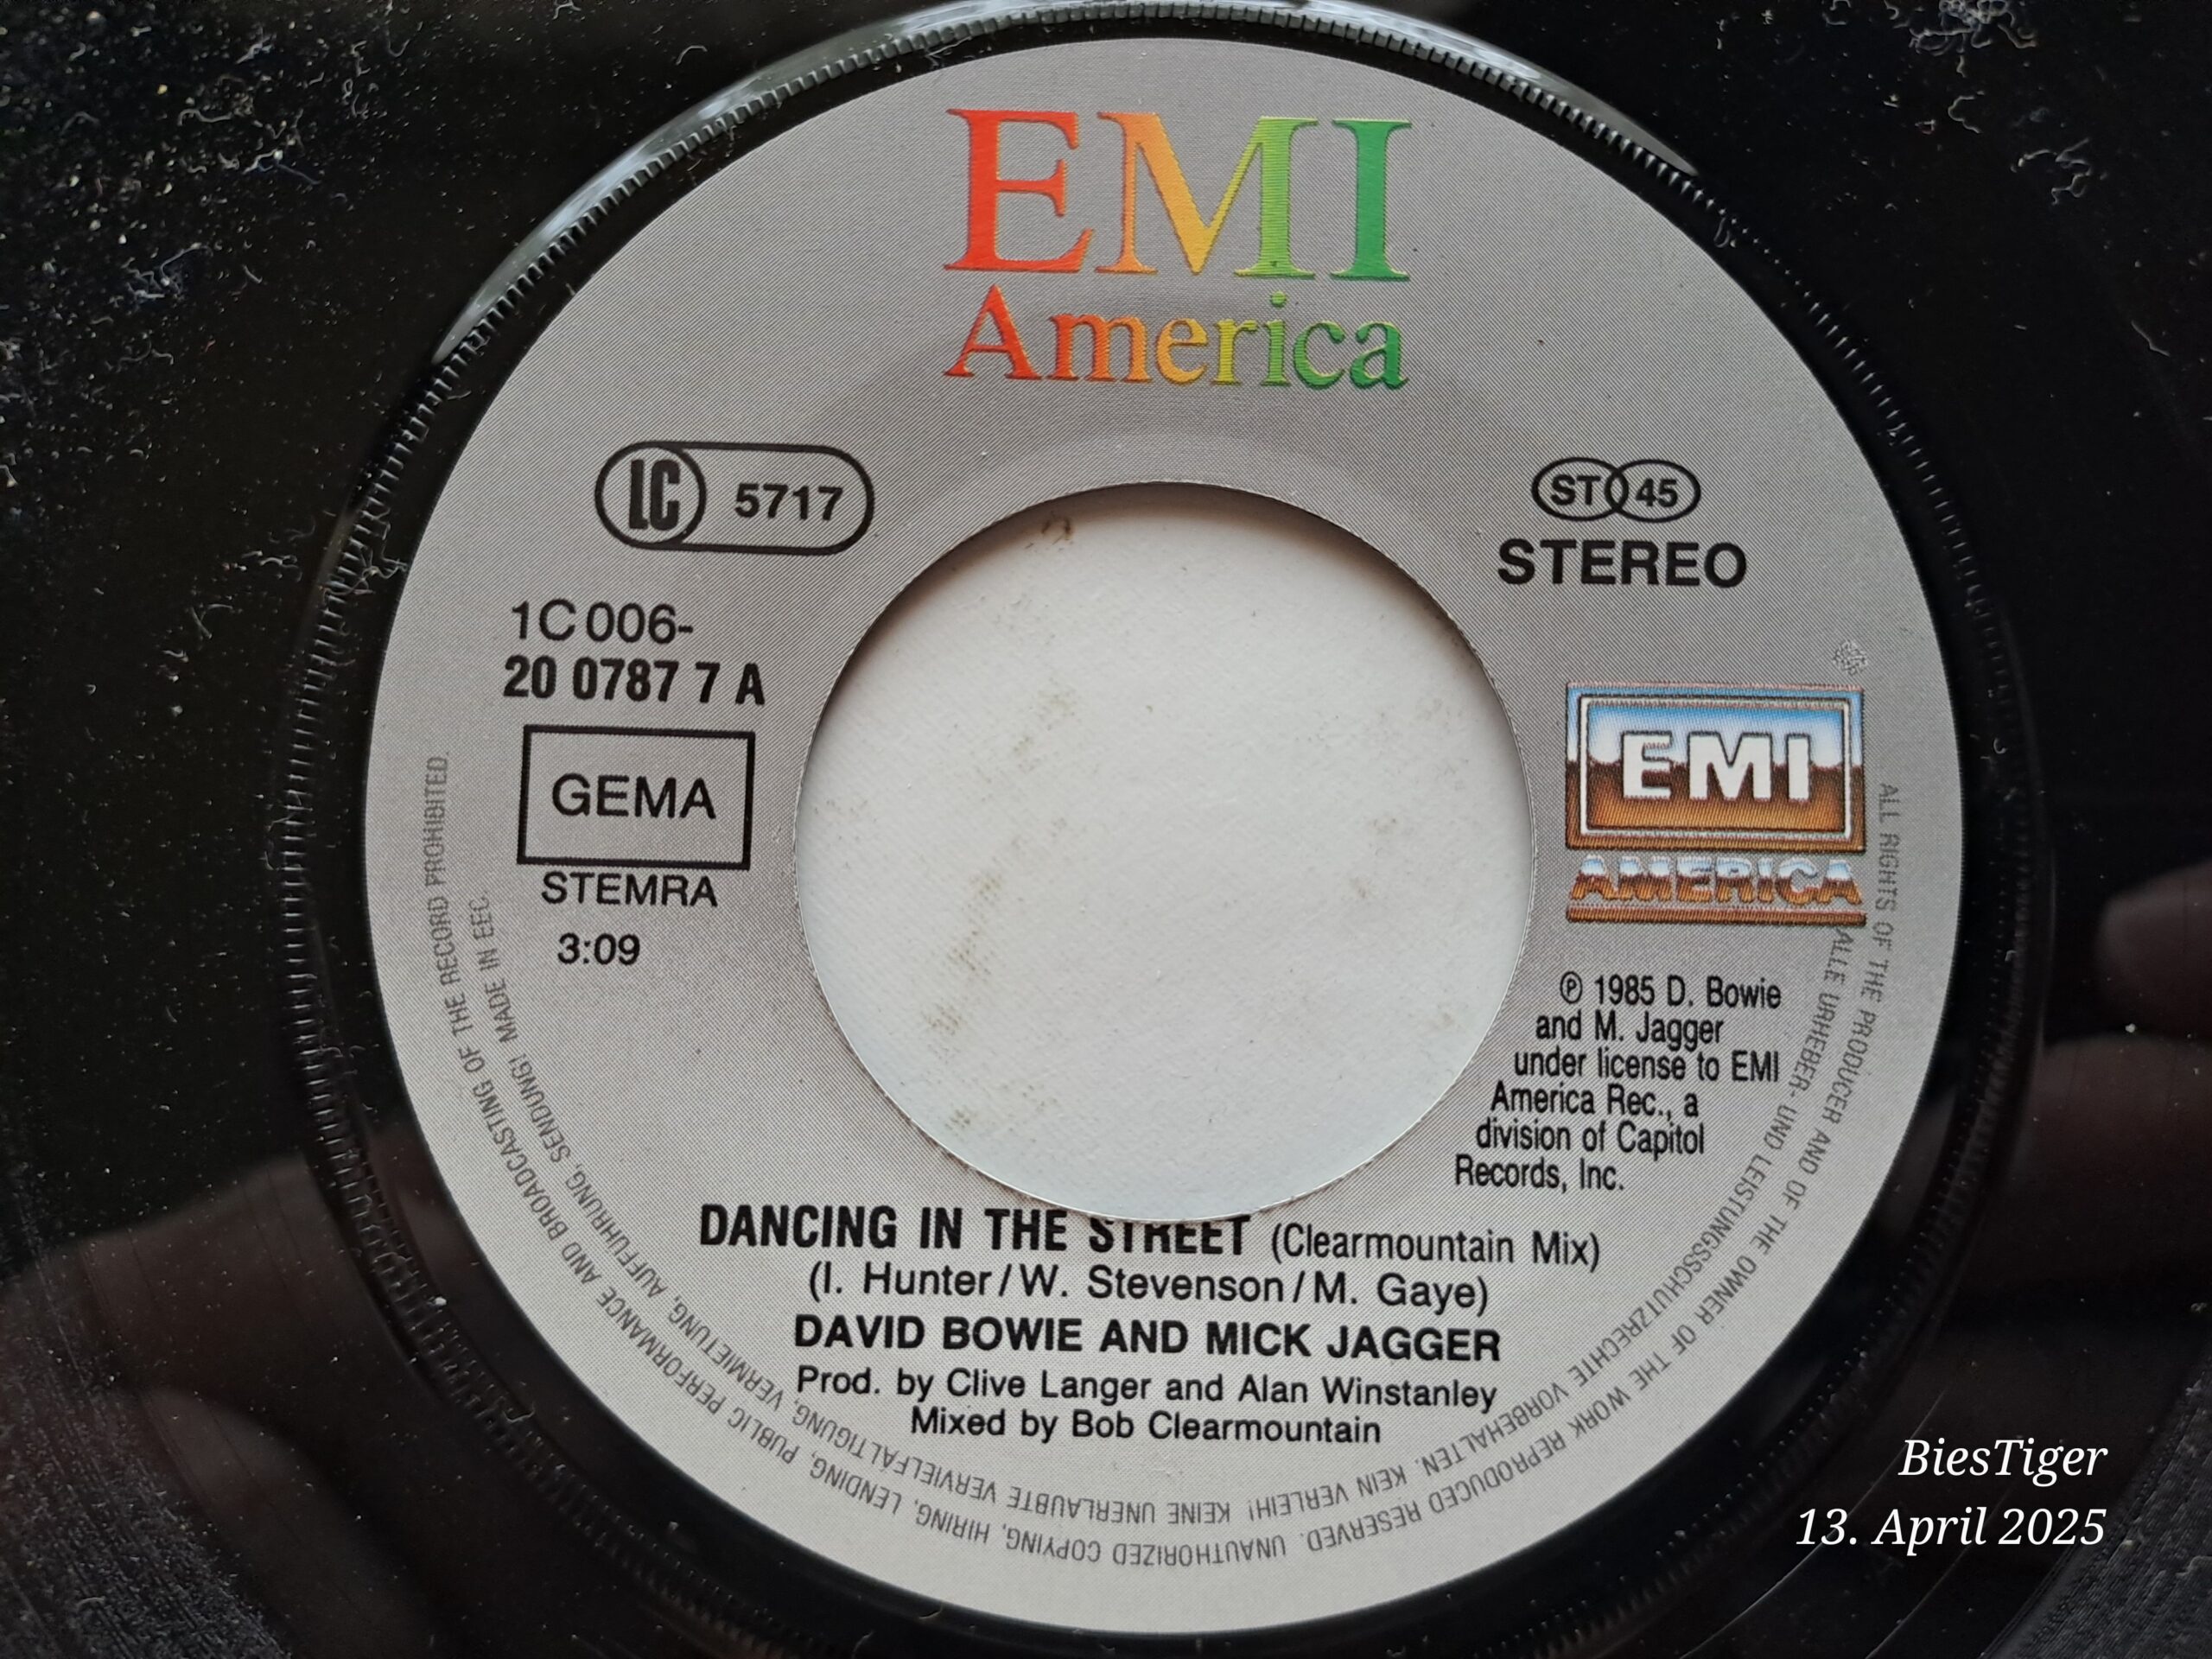 EMI
America
LC 5717
ST 45
STEREO
1C 006-
20 0787 7 A
GEMA
STEMRA
3:09
EMI
AMERICA
℗ 1985 D. Bowie
and M. Jagger
under license to EMI
America Rec., a
division of Capitol
Records, Inc.
DANCING IN THE STREET (Clearmountain Mix)
(I. Hunter / W. Stevenson / M. Gaye)
DAVID BOWIE AND MICK JAGGER
Prod. by Clive Langer and Alan Winstanley
Mixed by Bob Clearmountain
ALL RIGHTS OF THE PRODUCER AND OF THE OWNER OF THE WORK REPRODUCED RESERVED. UNAUTHORIZED COPYING, HIRING, LENDING, PUBLIC PERFORMANCE AND BROADCASTING OF THE RECORD PROHIBITED.
ALLE URHEBER- UND LEISTUNGSSCHUTZRECHTE VORBEHALTEN. KEIN VERLEIH! KEINE UNERLAUBTE VERVIELFÄLTIGUNG, VERMIETUNG, AUFFÜHRUNG, SENDUNG! MADE IN EEC.
BiesTiger
13. April 2025